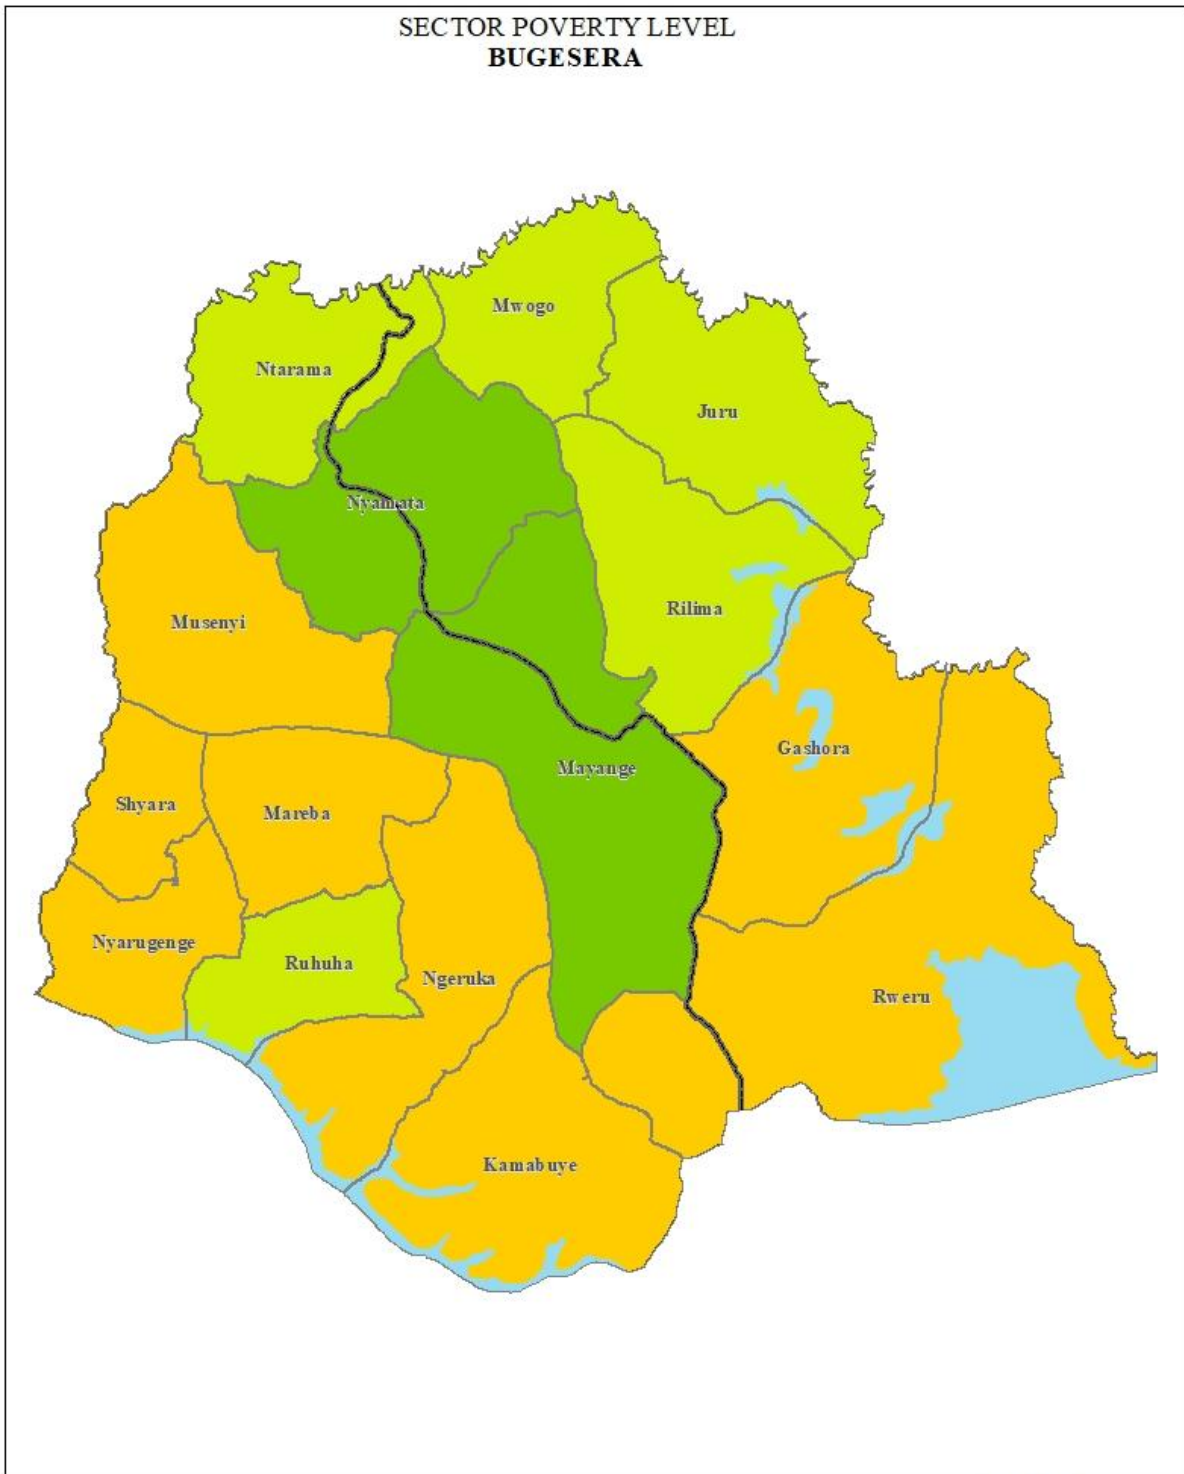 SECTOR POVERTY LEVEL
BUGESERA
Mwogo
Ntarama
Juru
Nyamata
Rilima
Musenyi
Gashora
Mayange
Shyara
Mareba
Nyarugenge
Ruhuha
Ngeruka
Rweru
Kamabuye